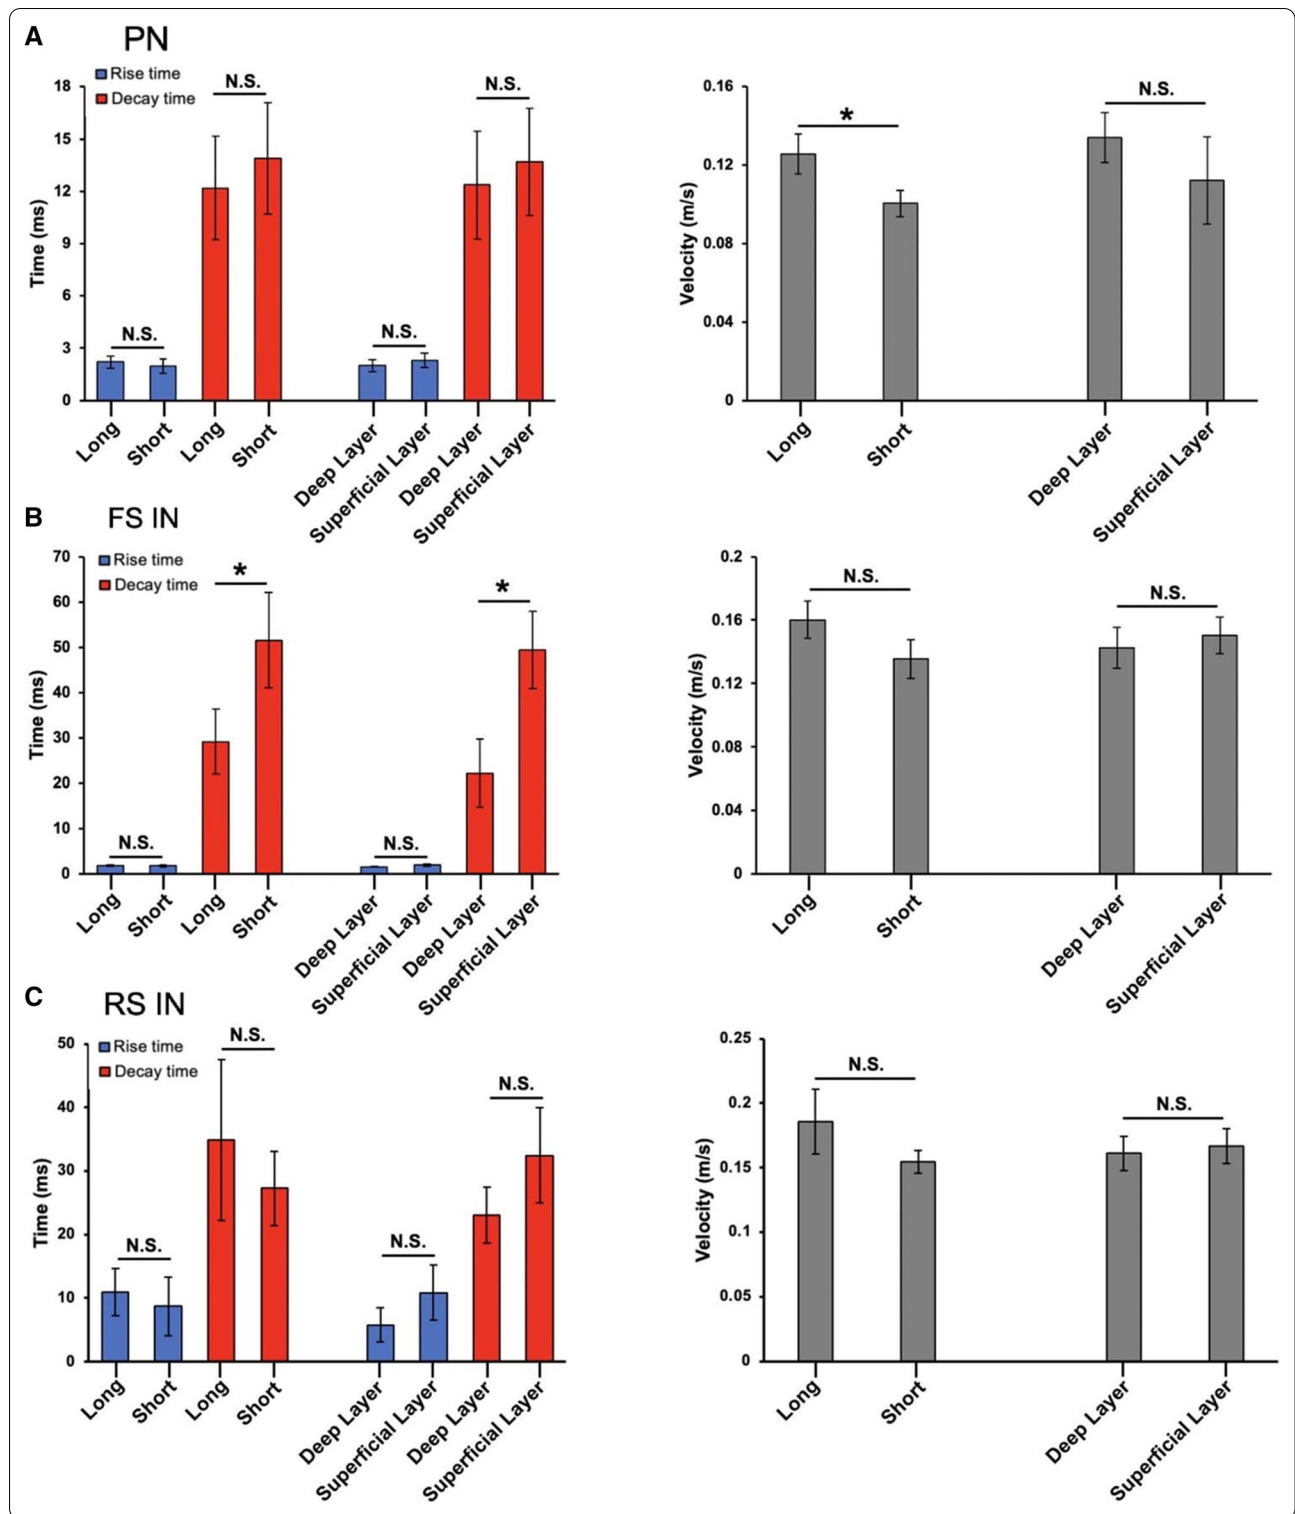 A
PN
Rise time
Decay time
Time (ms)
18
15
12
9
6
3
0
N.S.
N.S.
N.S.
N.S.
Long
Short
Long
Short
Deep Layer
Superficial Layer
Deep Layer
Superficial Layer
Velocity (m/s)
0.16
0.12
0.08
0.04
0
*
N.S.
Long
Short
Deep Layer
Superficial Layer
B
FS IN
Rise time
Decay time
Time (ms)
70
60
50
40
30
20
10
0
N.S.
*
N.S.
*
Long
Short
Long
Short
Deep Layer
Superficial Layer
Deep Layer
Superficial Layer
Velocity (m/s)
0.2
0.16
0.12
0.08
0.04
0
N.S.
N.S.
Long
Short
Deep Layer
Superficial Layer
C
RS IN
Rise time
Decay time
Time (ms)
50
40
30
20
10
0
N.S.
N.S.
N.S.
N.S.
Long
Short
Long
Short
Deep Layer
Superficial Layer
Deep Layer
Superficial Layer
Velocity (m/s)
0.25
0.2
0.15
0.1
0.05
0
N.S.
N.S.
Long
Short
Deep Layer
Superficial Layer